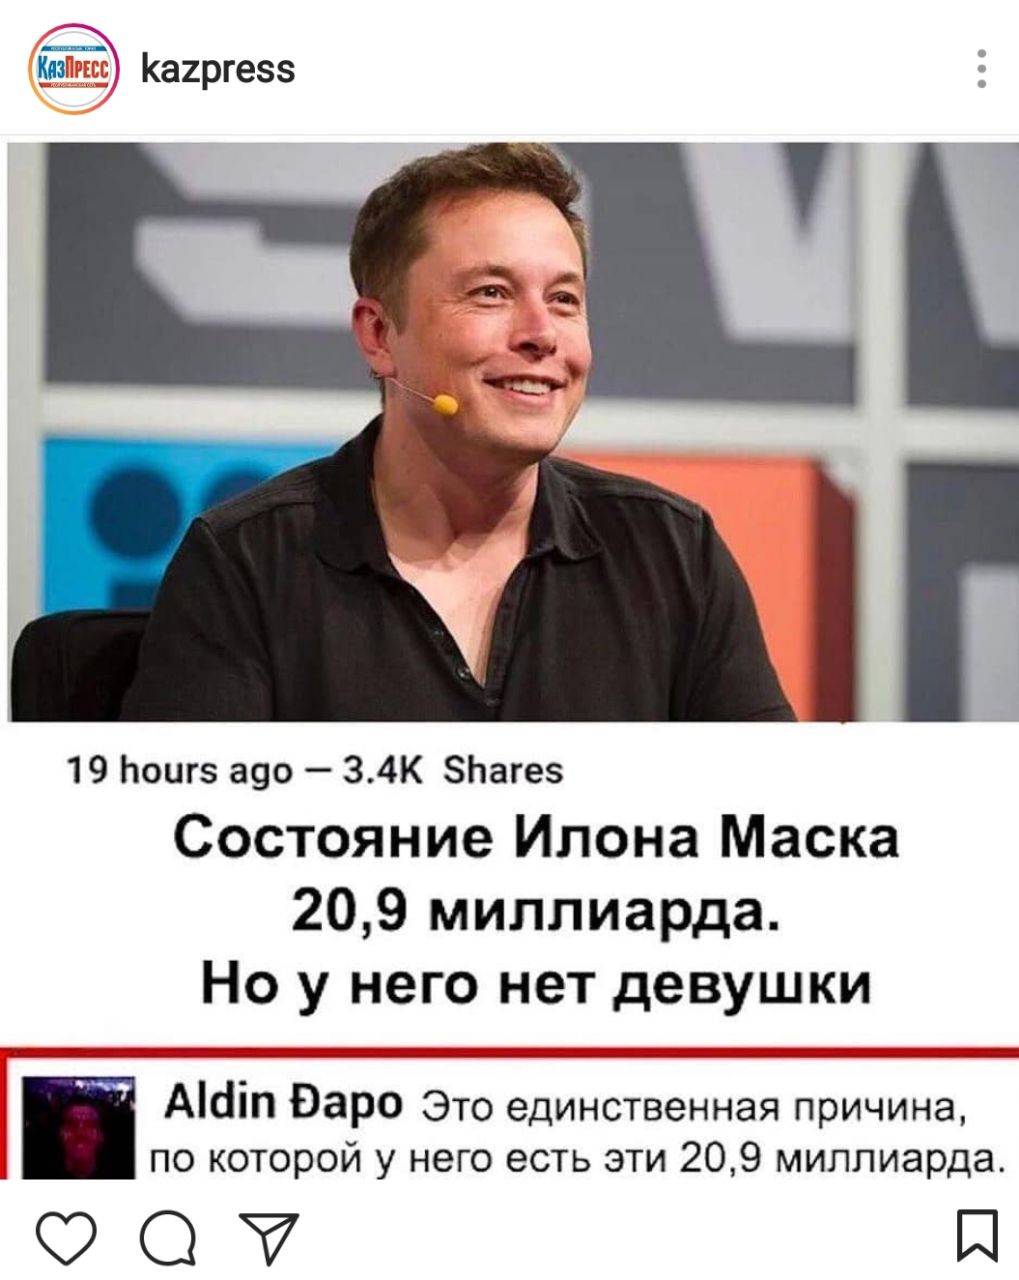 КазПресс
kazpress
19 hours ago – 3.4K Shares
Состояние Илона Маска
20,9 миллиарда.
Но у него нет девушки
Aldin Đapo Это единственная причина,
по которой у него есть эти 20,9 миллиарда.